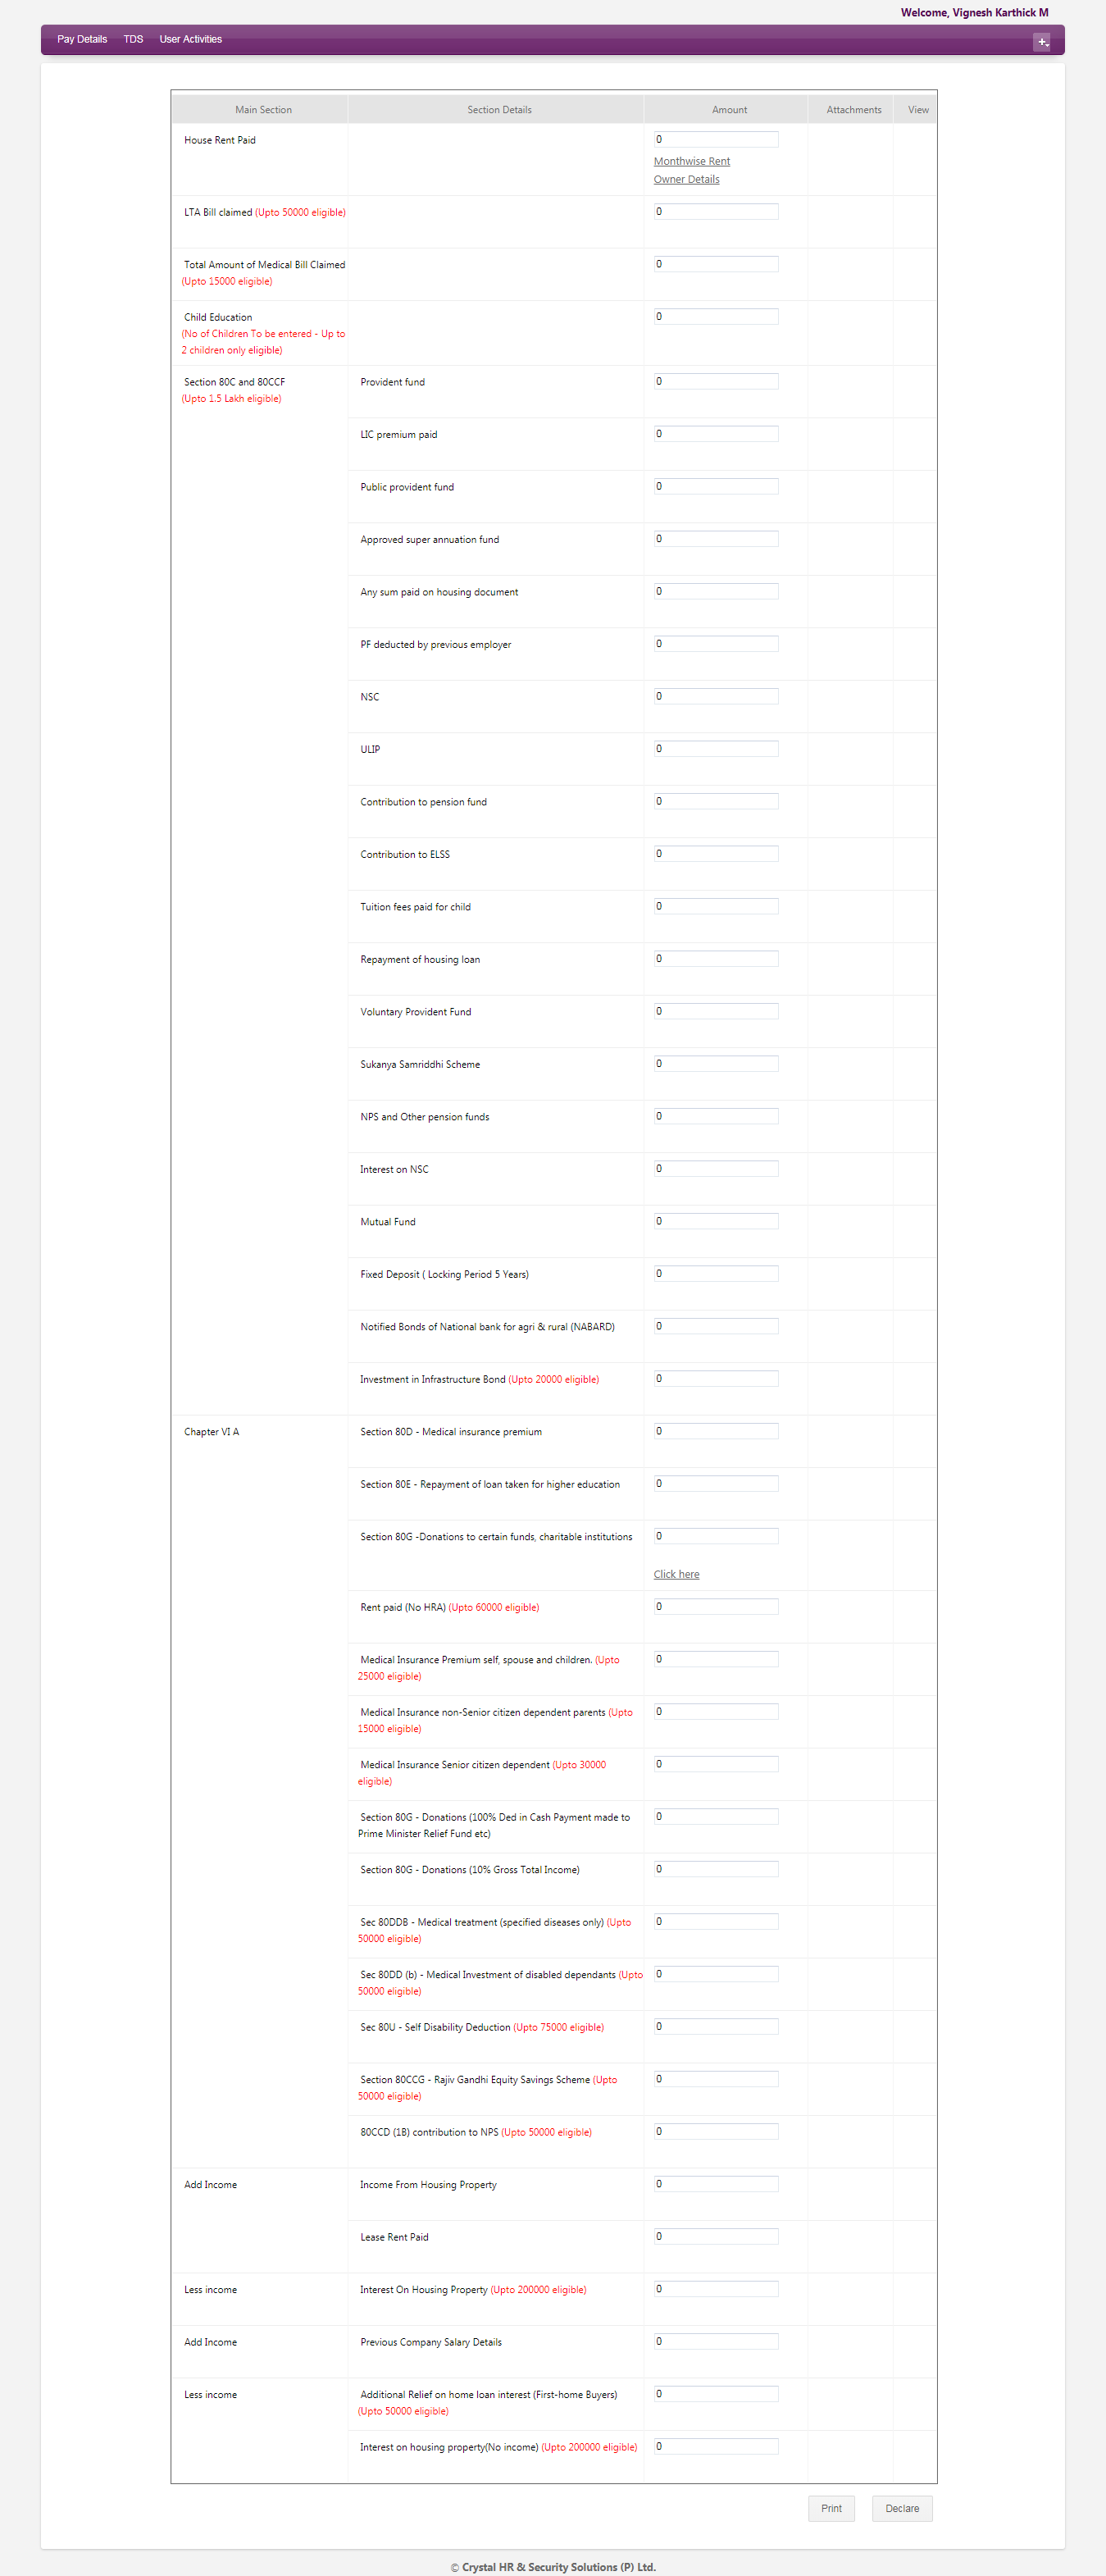 Welcome, Vignesh Karthick M
Pay Details TDS User Activities
Main Section Section Details Amount Attachments View
House Rent Paid 0
Monthwise Rent
Owner Details
LTA Bill claimed (Upto 50000 eligible) 0
Total Amount of Medical Bill Claimed 0
(Upto 15000 eligible)
Child Education 0
(No of Children To be entered - Up to
2 children only eligible)
Section 80C and 80CCF Provident fund 0
(Upto 1.5 Lakh eligible)
LIC premium paid 0
Public provident fund 0
Approved super annuation fund 0
Any sum paid on housing document 0
PF deducted by previous employer 0
NSC 0
ULIP 0
Contribution to pension fund 0
Contribution to ELSS 0
Tuition fees paid for child 0
Repayment of housing loan 0
Voluntary Provident Fund 0
Sukanya Samriddhi Scheme 0
NPS and Other pension funds 0
Interest on NSC 0
Mutual Fund 0
Fixed Deposit ( Locking Period 5 Years) 0
Notified Bonds of National bank for agri & rural (NABARD) 0
Investment in Infrastructure Bond (Upto 20000 eligible) 0
Chapter VI A Section 80D - Medical insurance premium 0
Section 80E - Repayment of loan taken for higher education 0
Section 80G -Donations to certain funds, charitable institutions 0
Click here
Rent paid (No HRA) (Upto 60000 eligible) 0
Medical Insurance Premium self, spouse and children. (Upto 0
25000 eligible)
Medical Insurance non-Senior citizen dependent parents (Upto 0
15000 eligible)
Medical Insurance Senior citizen dependent (Upto 30000 0
eligible)
Section 80G - Donations (100% Ded in Cash Payment made to 0
Prime Minister Relief Fund etc)
Section 80G - Donations (10% Gross Total Income) 0
Sec 80DDB - Medical treatment (specified diseases only) (Upto 0
50000 eligible)
Sec 80DD (b) - Medical Investment of disabled dependants (Upto 0
50000 eligible)
Sec 80U - Self Disability Deduction (Upto 75000 eligible) 0
Section 80CCG - Rajiv Gandhi Equity Savings Scheme (Upto 0
50000 eligible)
80CCD (1B) contribution to NPS (Upto 50000 eligible) 0
Add Income Income From Housing Property 0
Lease Rent Paid 0
Less income Interest On Housing Property (Upto 200000 eligible) 0
Add Income Previous Company Salary Details 0
Less income Additional Relief on home loan interest (First-home Buyers) 0
(Upto 50000 eligible)
Interest on housing property(No income) (Upto 200000 eligible) 0
Print Declare
© Crystal HR & Security Solutions (P) Ltd.